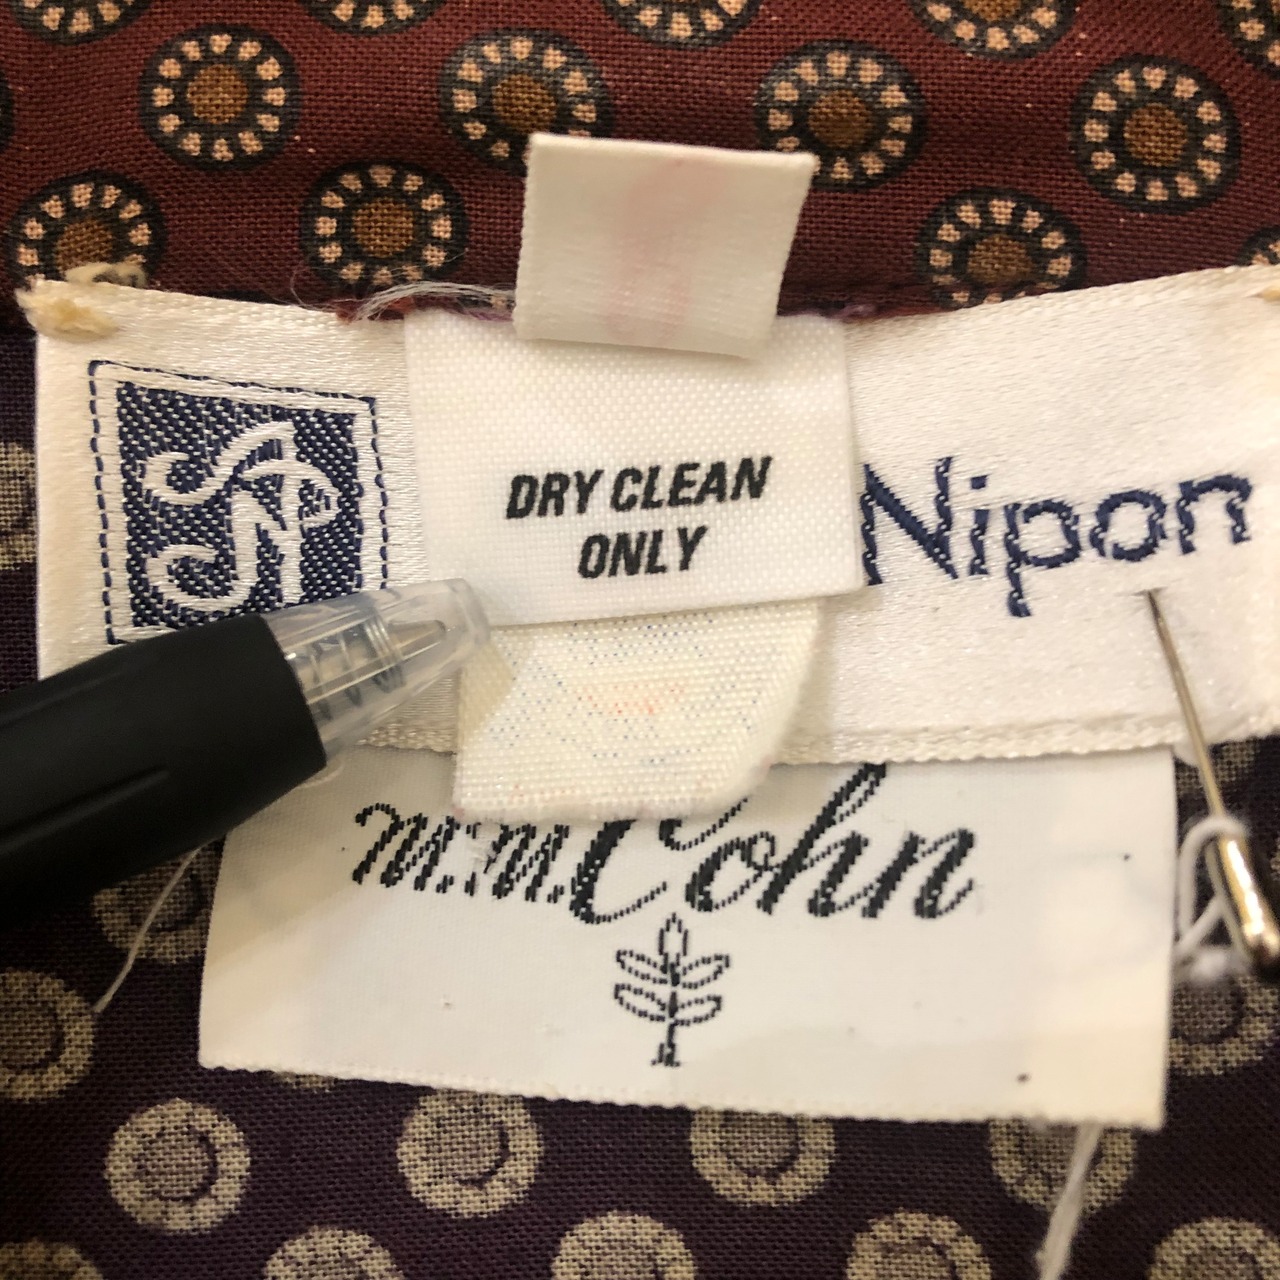 DRY CLEAN
ONLY
Nipon
M.M. Cohn